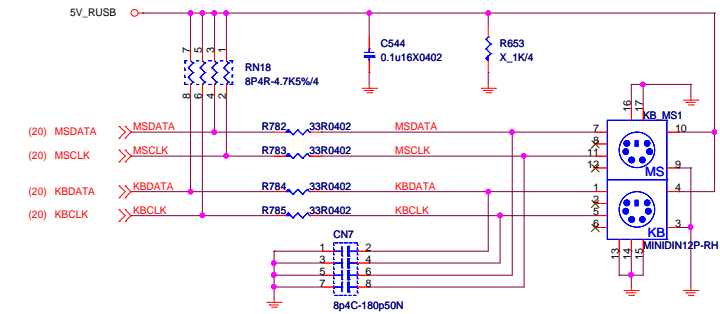 5V_RUSB
7 5 3 1
RN18
8P4R-4.7K5%/4
8 6 4 2
C544
0.1u16X0402
R653
X_1K/4
16 17
KB_MS1
(20) MSDATA MSDATA R782 33R0402 MSDATA 7 10
8
(20) MSCLK MSCLK R783 33R0402 MSCLK 11
12 MS 9
(20) KBDATA KBDATA R784 33R0402 KBDATA 1 4
2
(20) KBCLK KBCLK R785 33R0402 KBCLK 5
6 KB 3
MINIDIN12P-RH
13 14 15
CN7
1 2
3 4
5 6
7 8
8p4C-180p50N